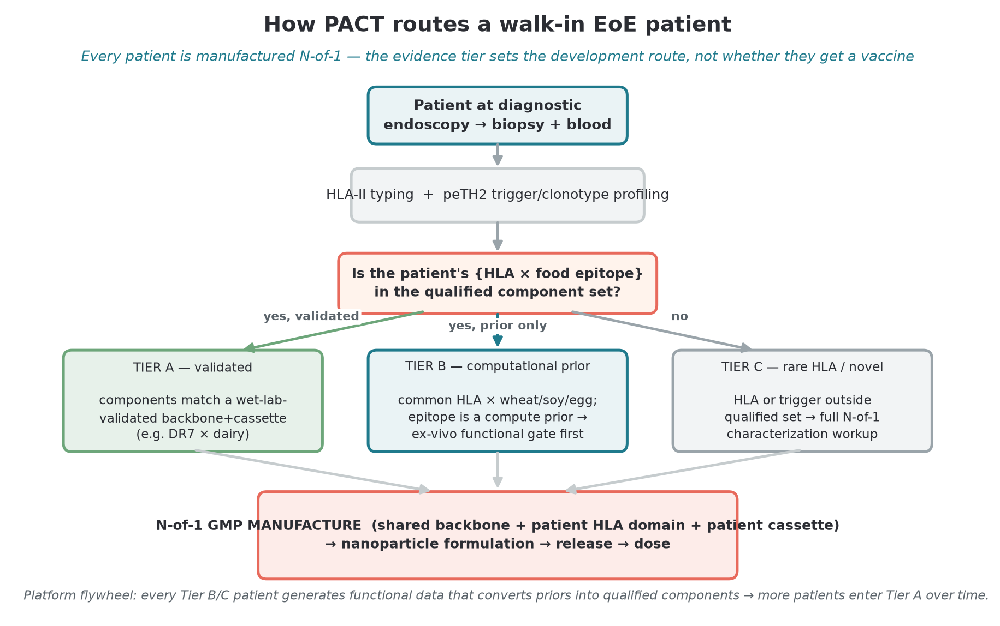 How PACT routes a walk-in EoE patient
Every patient is manufactured N-of-1 — the evidence tier sets the development route, not whether they get a vaccine
Patient at diagnostic
endoscopy → biopsy + blood
HLA-II typing + peTH2 trigger/clonotype profiling
Is the patient's {HLA × food epitope}
in the qualified component set?
yes, validated
yes, prior only
no
TIER A — validated
components match a wet-lab-
validated backbone+cassette
(e.g. DR7 × dairy)
TIER B — computational prior
common HLA × wheat/soy/egg;
epitope is a compute prior →
ex-vivo functional gate first
TIER C — rare HLA / novel
HLA or trigger outside
qualified set → full N-of-1
characterization workup
N-of-1 GMP MANUFACTURE (shared backbone + patient HLA domain + patient cassette)
→ nanoparticle formulation → release → dose
Platform flywheel: every Tier B/C patient generates functional data that converts priors into qualified components → more patients enter Tier A over time.